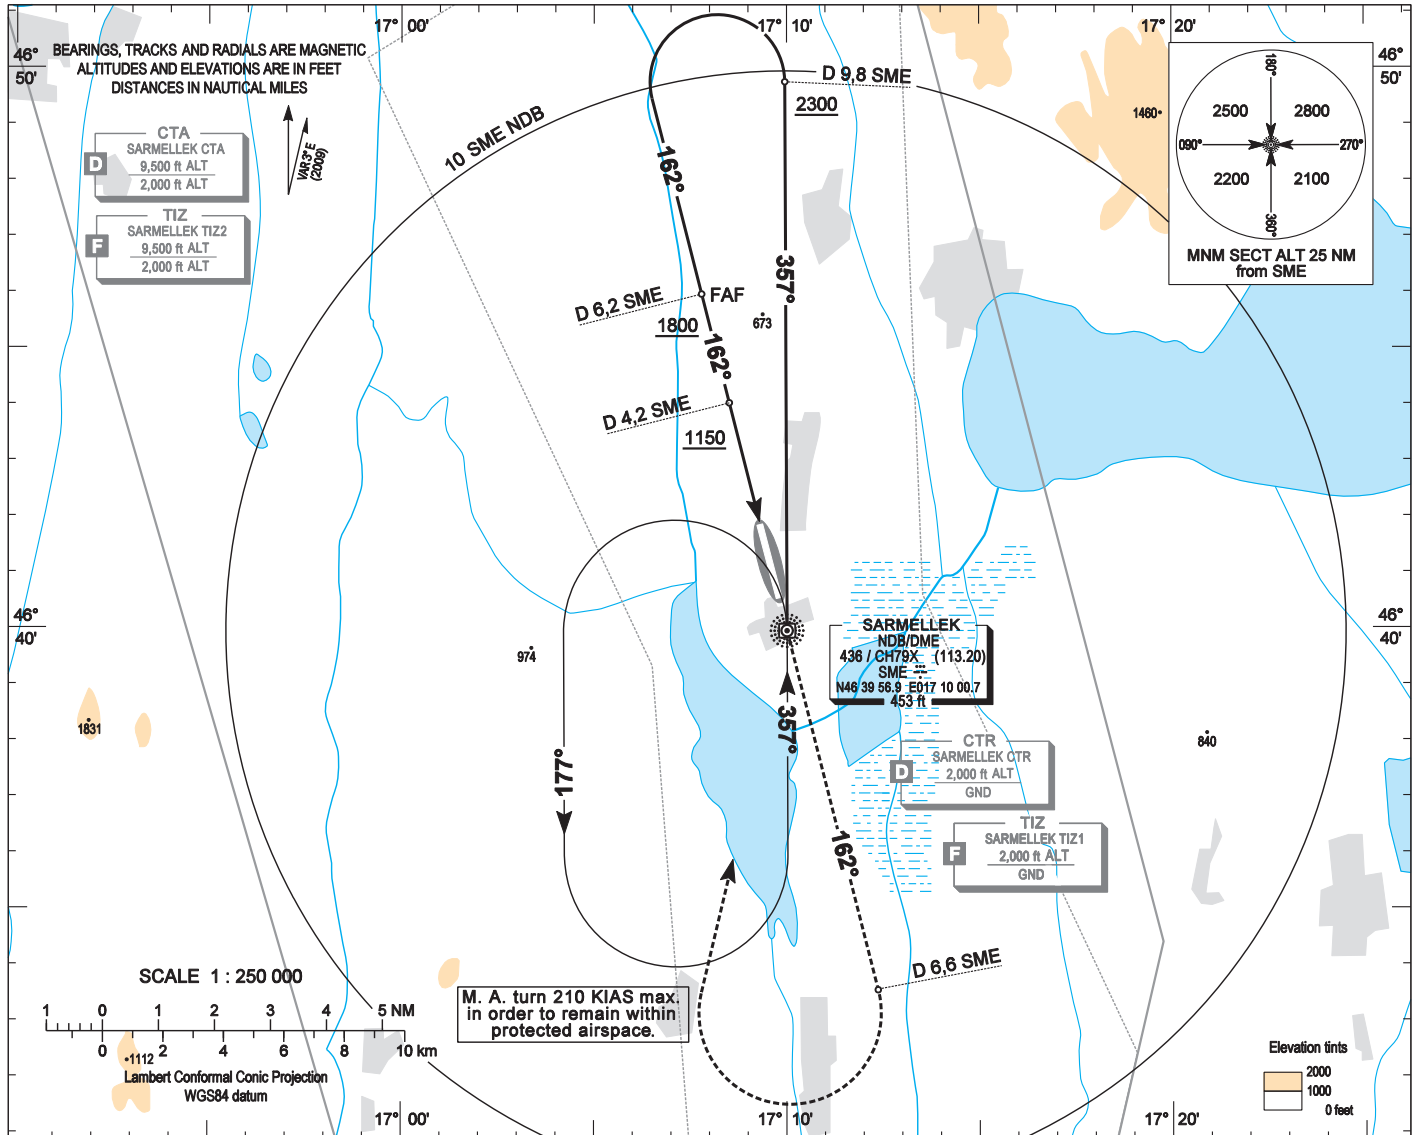 17° 00'
17° 10'
17° 20'
46°
50'
46°
50'
BEARINGS, TRACKS AND RADIALS ARE MAGNETIC
ALTITUDES AND ELEVATIONS ARE IN FEET
DISTANCES IN NAUTICAL MILES
VAR 3° E
(2009)
CTA
SARMELLEK CTA
D
9,500 ft ALT
2,000 ft ALT
TIZ
SARMELLEK TIZ2
F
9,500 ft ALT
2,000 ft ALT
10 SME NDB
D 9,8 SME
2300
162°
357°
D 6,2 SME
FAF
1800
673
162°
D 4,2 SME
1150
1460
180°
2500
2800
090°
270°
2200
2100
360°
MNM SECT ALT 25 NM
from SME
46°
40'
46°
40'
974
1831
840
SARMELLEK
NDB/DME
436 / CH79X (113.20)
SME
N46 39 56.9 E017 10 00.7
453 ft
357°
177°
162°
CTR
SARMELLEK CTR
D
2,000 ft ALT
GND
TIZ
SARMELLEK TIZ1
F
2,000 ft ALT
GND
D 6,6 SME
M. A. turn 210 KIAS max.
in order to remain within
protected airspace.
SCALE 1 : 250 000
1 0 1 2 3 4 5 NM
0 2 4 6 8 10 km
1112
Lambert Conformal Conic Projection
WGS84 datum
Elevation tints
2000
1000
0 feet
17° 00'
17° 10'
17° 20'